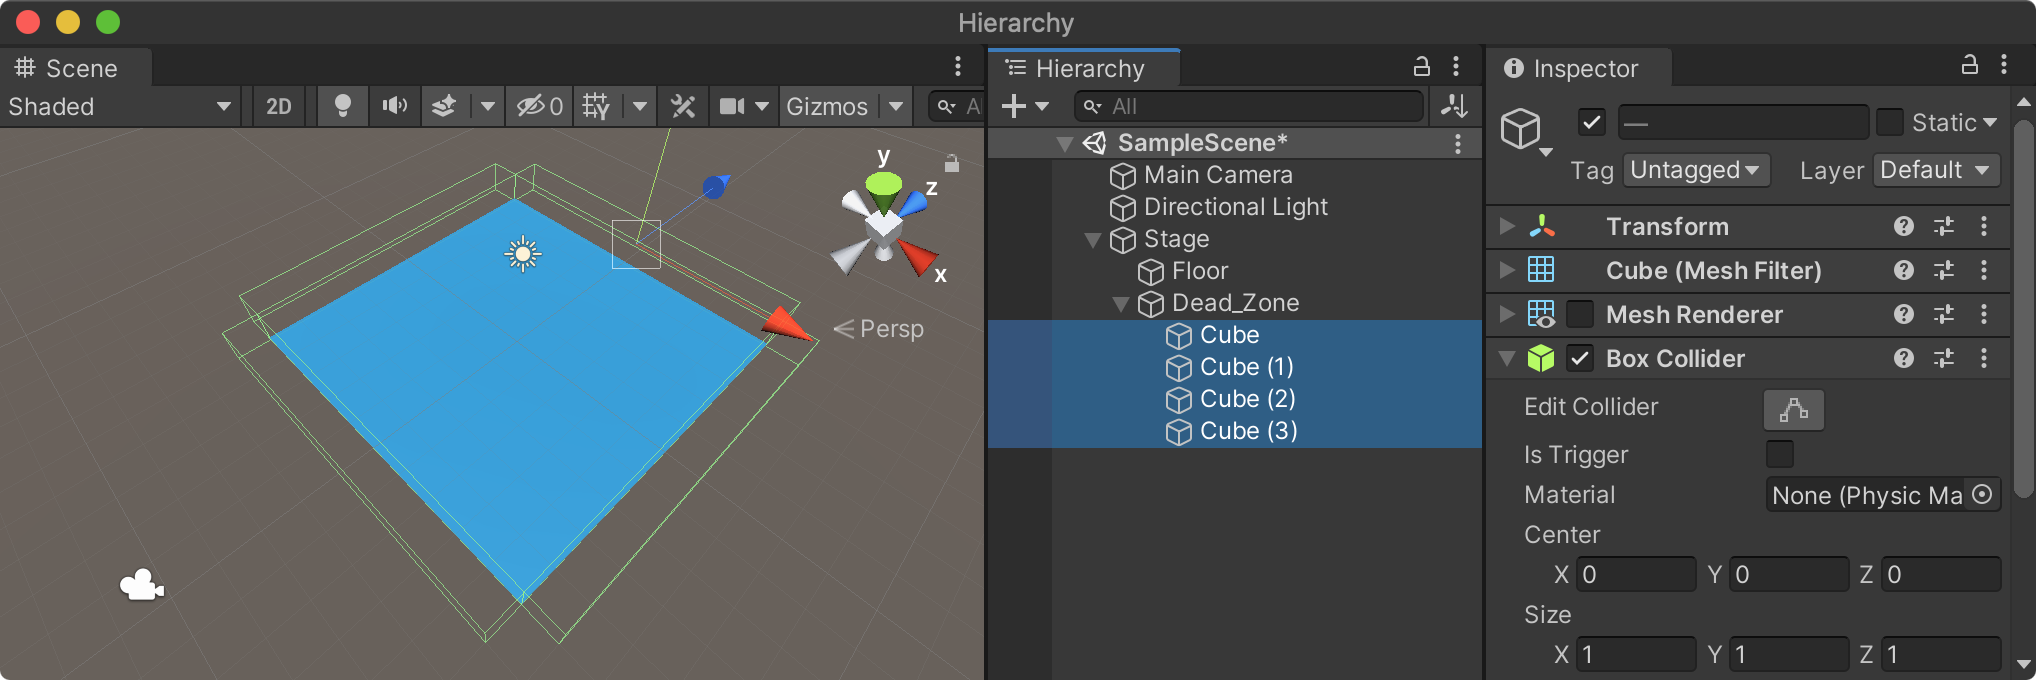 Hierarchy
Scene
Shaded
2D
0
Gizmos
Al
y
z
x
Persp
Hierarchy
All
SampleScene*
Main Camera
Directional Light
Stage
Floor
Dead_Zone
Cube
Cube (1)
Cube (2)
Cube (3)
Inspector
—
Static
Tag Untagged Layer Default
Transform
Cube (Mesh Filter)
Mesh Renderer
Box Collider
Edit Collider
Is Trigger
Material None (Physic Ma
Center
X 0 Y 0 Z 0
Size
X 1 Y 1 Z 1